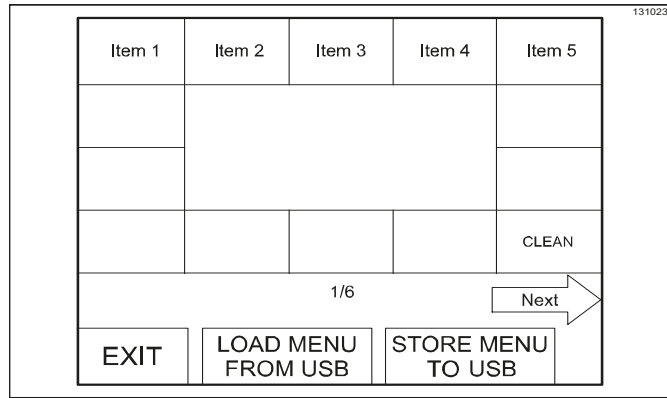 131023
Item 1 Item 2 Item 3 Item 4 Item 5
CLEAN
1/6
Next
EXIT
LOAD MENU
FROM USB
STORE MENU
TO USB